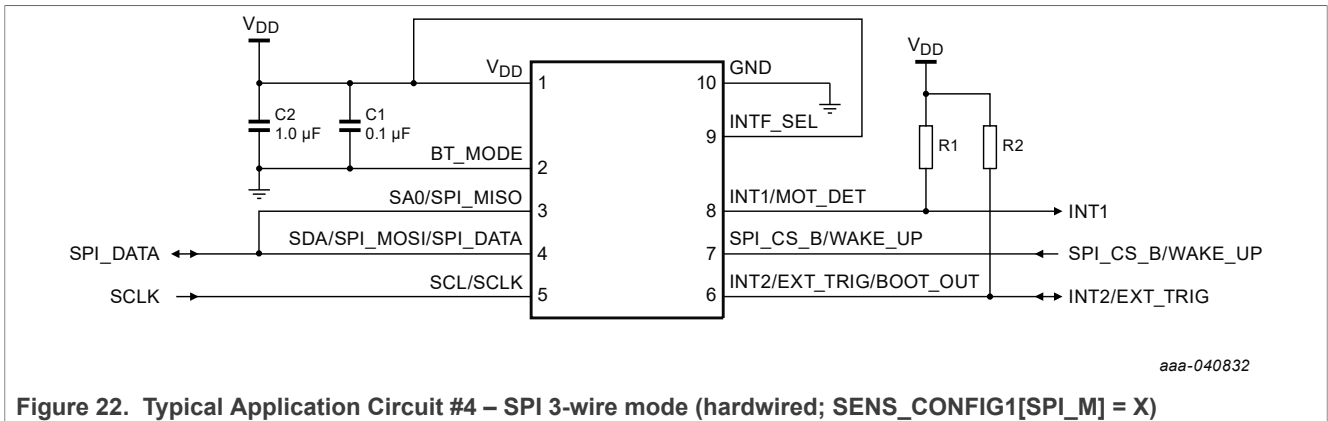 VDD
VDD
VDD
1
10
GND
C2
1.0 µF
C1
0.1 µF
9
INTF_SEL
R1
R2
BT_MODE
2
SA0/SPI_MISO
3
8
INT1/MOT_DET
INT1
SPI_DATA
SDA/SPI_MOSI/SPI_DATA
4
7
SPI_CS_B/WAKE_UP
SPI_CS_B/WAKE_UP
SCLK
SCL/SCLK
5
6
INT2/EXT_TRIG/BOOT_OUT
INT2/EXT_TRIG
aaa-040832
Figure 22. Typical Application Circuit #4 – SPI 3-wire mode (hardwired; SENS_CONFIG1[SPI_M] = X)